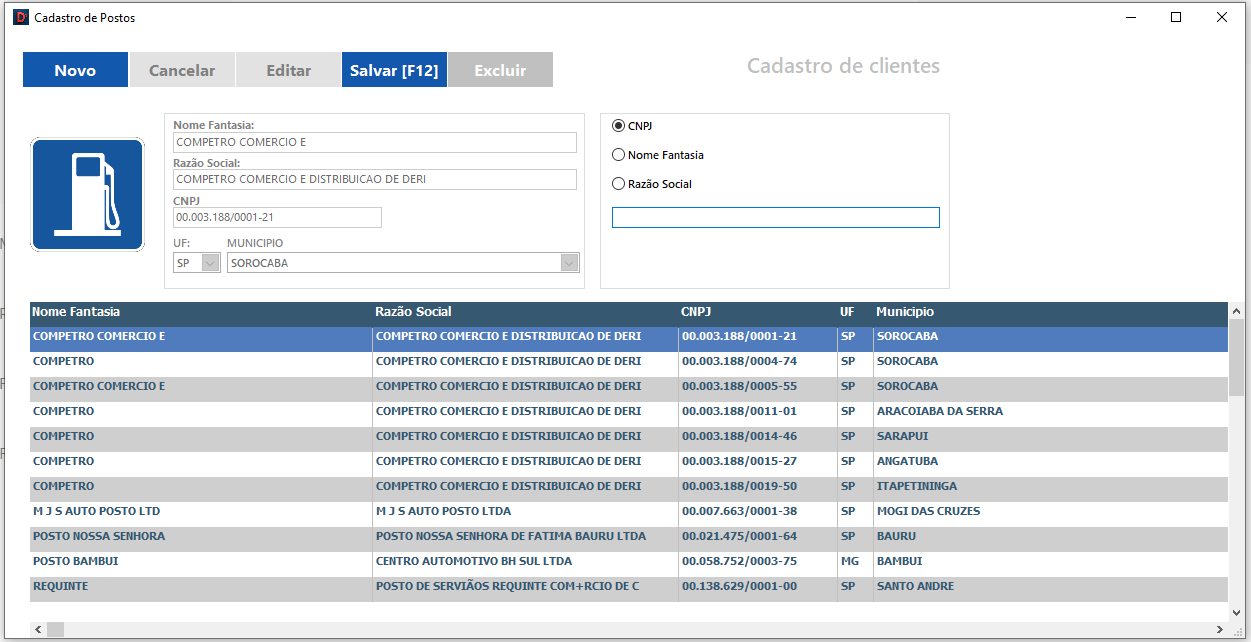 Cadastro de Postos
Novo Cancelar Editar Salvar [F12] Excluir Cadastro de clientes
Nome Fantasia:
COMPETRO COMERCIO E
Razão Social:
COMPETRO COMERCIO E DISTRIBUICAO DE DERI
CNPJ
00.003.188/0001-21
UF: MUNICIPIO
SP SOROCABA
CNPJ
Nome Fantasia
Razão Social
Nome Fantasia Razão Social CNPJ UF Municipio
COMPETRO COMERCIO E COMPETRO COMERCIO E DISTRIBUICAO DE DERI 00.003.188/0001-21 SP SOROCABA
COMPETRO COMPETRO COMERCIO E DISTRIBUICAO DE DERI 00.003.188/0004-74 SP SOROCABA
COMPETRO COMERCIO E COMPETRO COMERCIO E DISTRIBUICAO DE DERI 00.003.188/0005-55 SP SOROCABA
COMPETRO COMPETRO COMERCIO E DISTRIBUICAO DE DERI 00.003.188/0011-01 SP ARACOIABA DA SERRA
COMPETRO COMPETRO COMERCIO E DISTRIBUICAO DE DERI 00.003.188/0014-46 SP SARAPUI
COMPETRO COMPETRO COMERCIO E DISTRIBUICAO DE DERI 00.003.188/0015-27 SP ANGATUBA
COMPETRO COMPETRO COMERCIO E DISTRIBUICAO DE DERI 00.003.188/0019-50 SP ITAPETININGA
M J S AUTO POSTO LTD M J S AUTO POSTO LTDA 00.007.663/0001-38 SP MOGI DAS CRUZES
POSTO NOSSA SENHORA POSTO NOSSA SENHORA DE FATIMA BAURU LTDA 00.021.475/0001-64 SP BAURU
POSTO BAMBUI CENTRO AUTOMOTIVO BH SUL LTDA 00.058.752/0003-75 MG BAMBUI
REQUINTE POSTO DE SERVIÃOS REQUINTE COM+RCIO DE C 00.138.629/0001-00 SP SANTO ANDRE